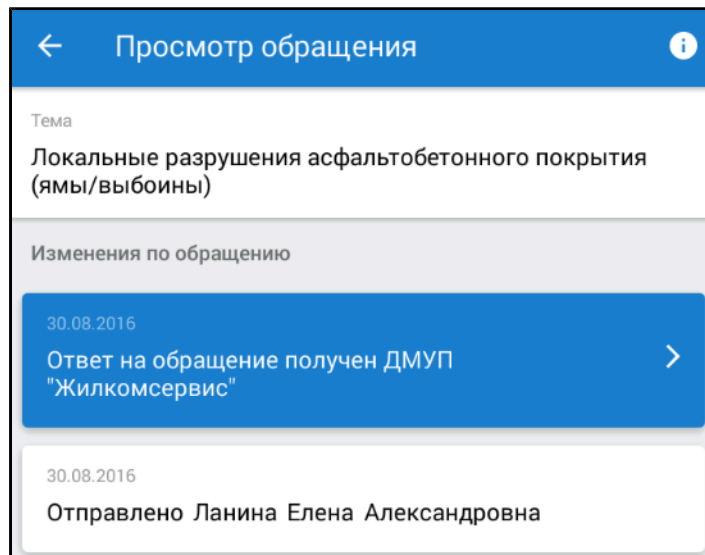 Просмотр обращения
Тема
Локальные разрушения асфальтобетонного покрытия
(ямы/выбоины)
Изменения по обращению
30.08.2016
Ответ на обращение получен ДМУП
"Жилкомсервис"
30.08.2016
Отправлено Ланина Елена Александровна